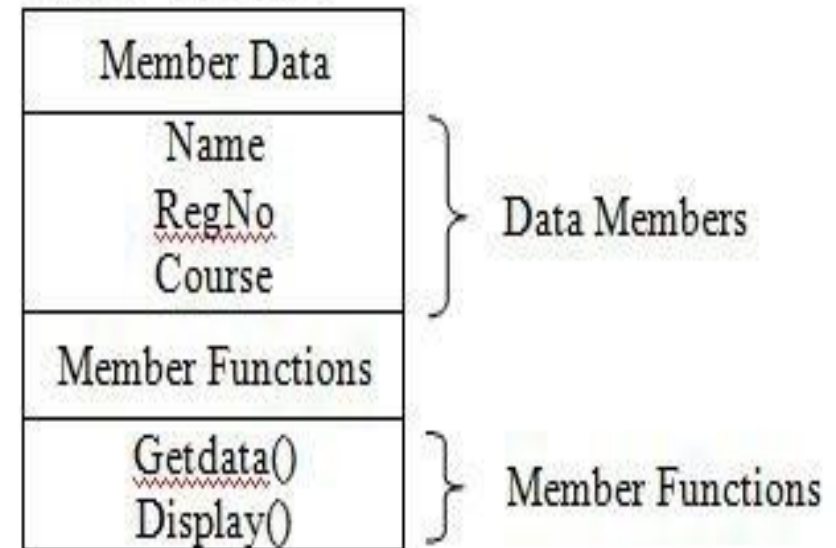 Member Data
Name
RegNo
Course
Data Members
Member Functions
Getdata()
Display()
Member Functions